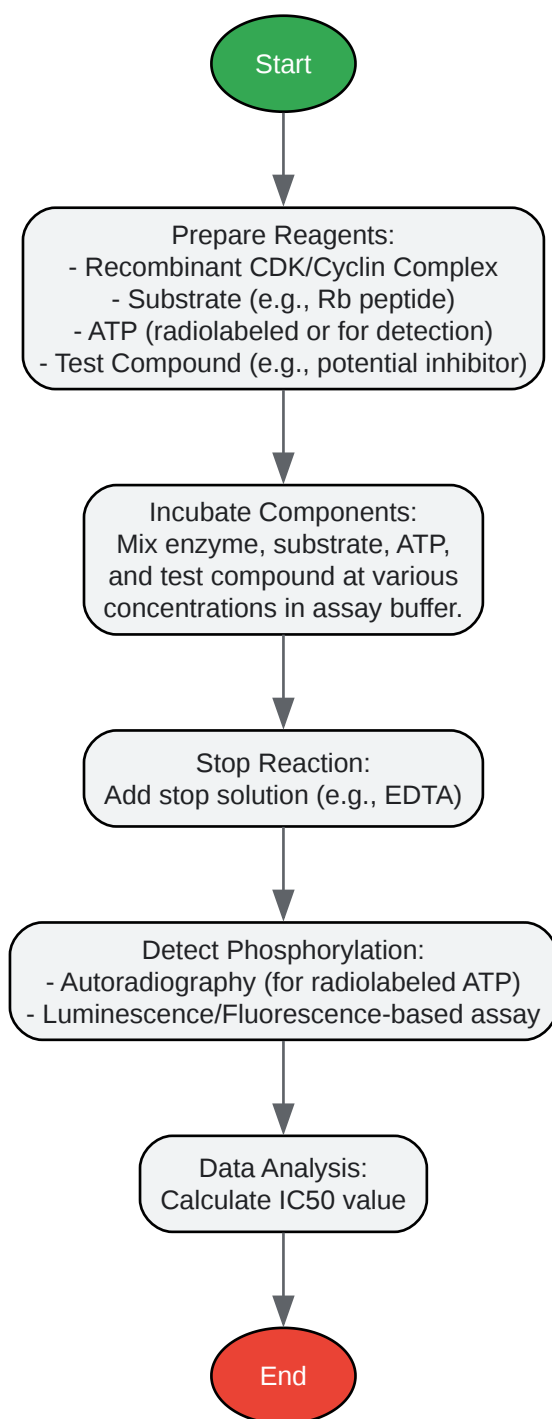 Start
Prepare Reagents:
- Recombinant CDK/Cyclin Complex
- Substrate (e.g., Rb peptide)
- ATP (radiolabeled or for detection)
- Test Compound (e.g., potential inhibitor)
Incubate Components:
Mix enzyme, substrate, ATP,
and test compound at various
concentrations in assay buffer.
Stop Reaction:
Add stop solution (e.g., EDTA)
Detect Phosphorylation:
- Autoradiography (for radiolabeled ATP)
- Luminescence/Fluorescence-based assay
Data Analysis:
Calculate IC50 value
End